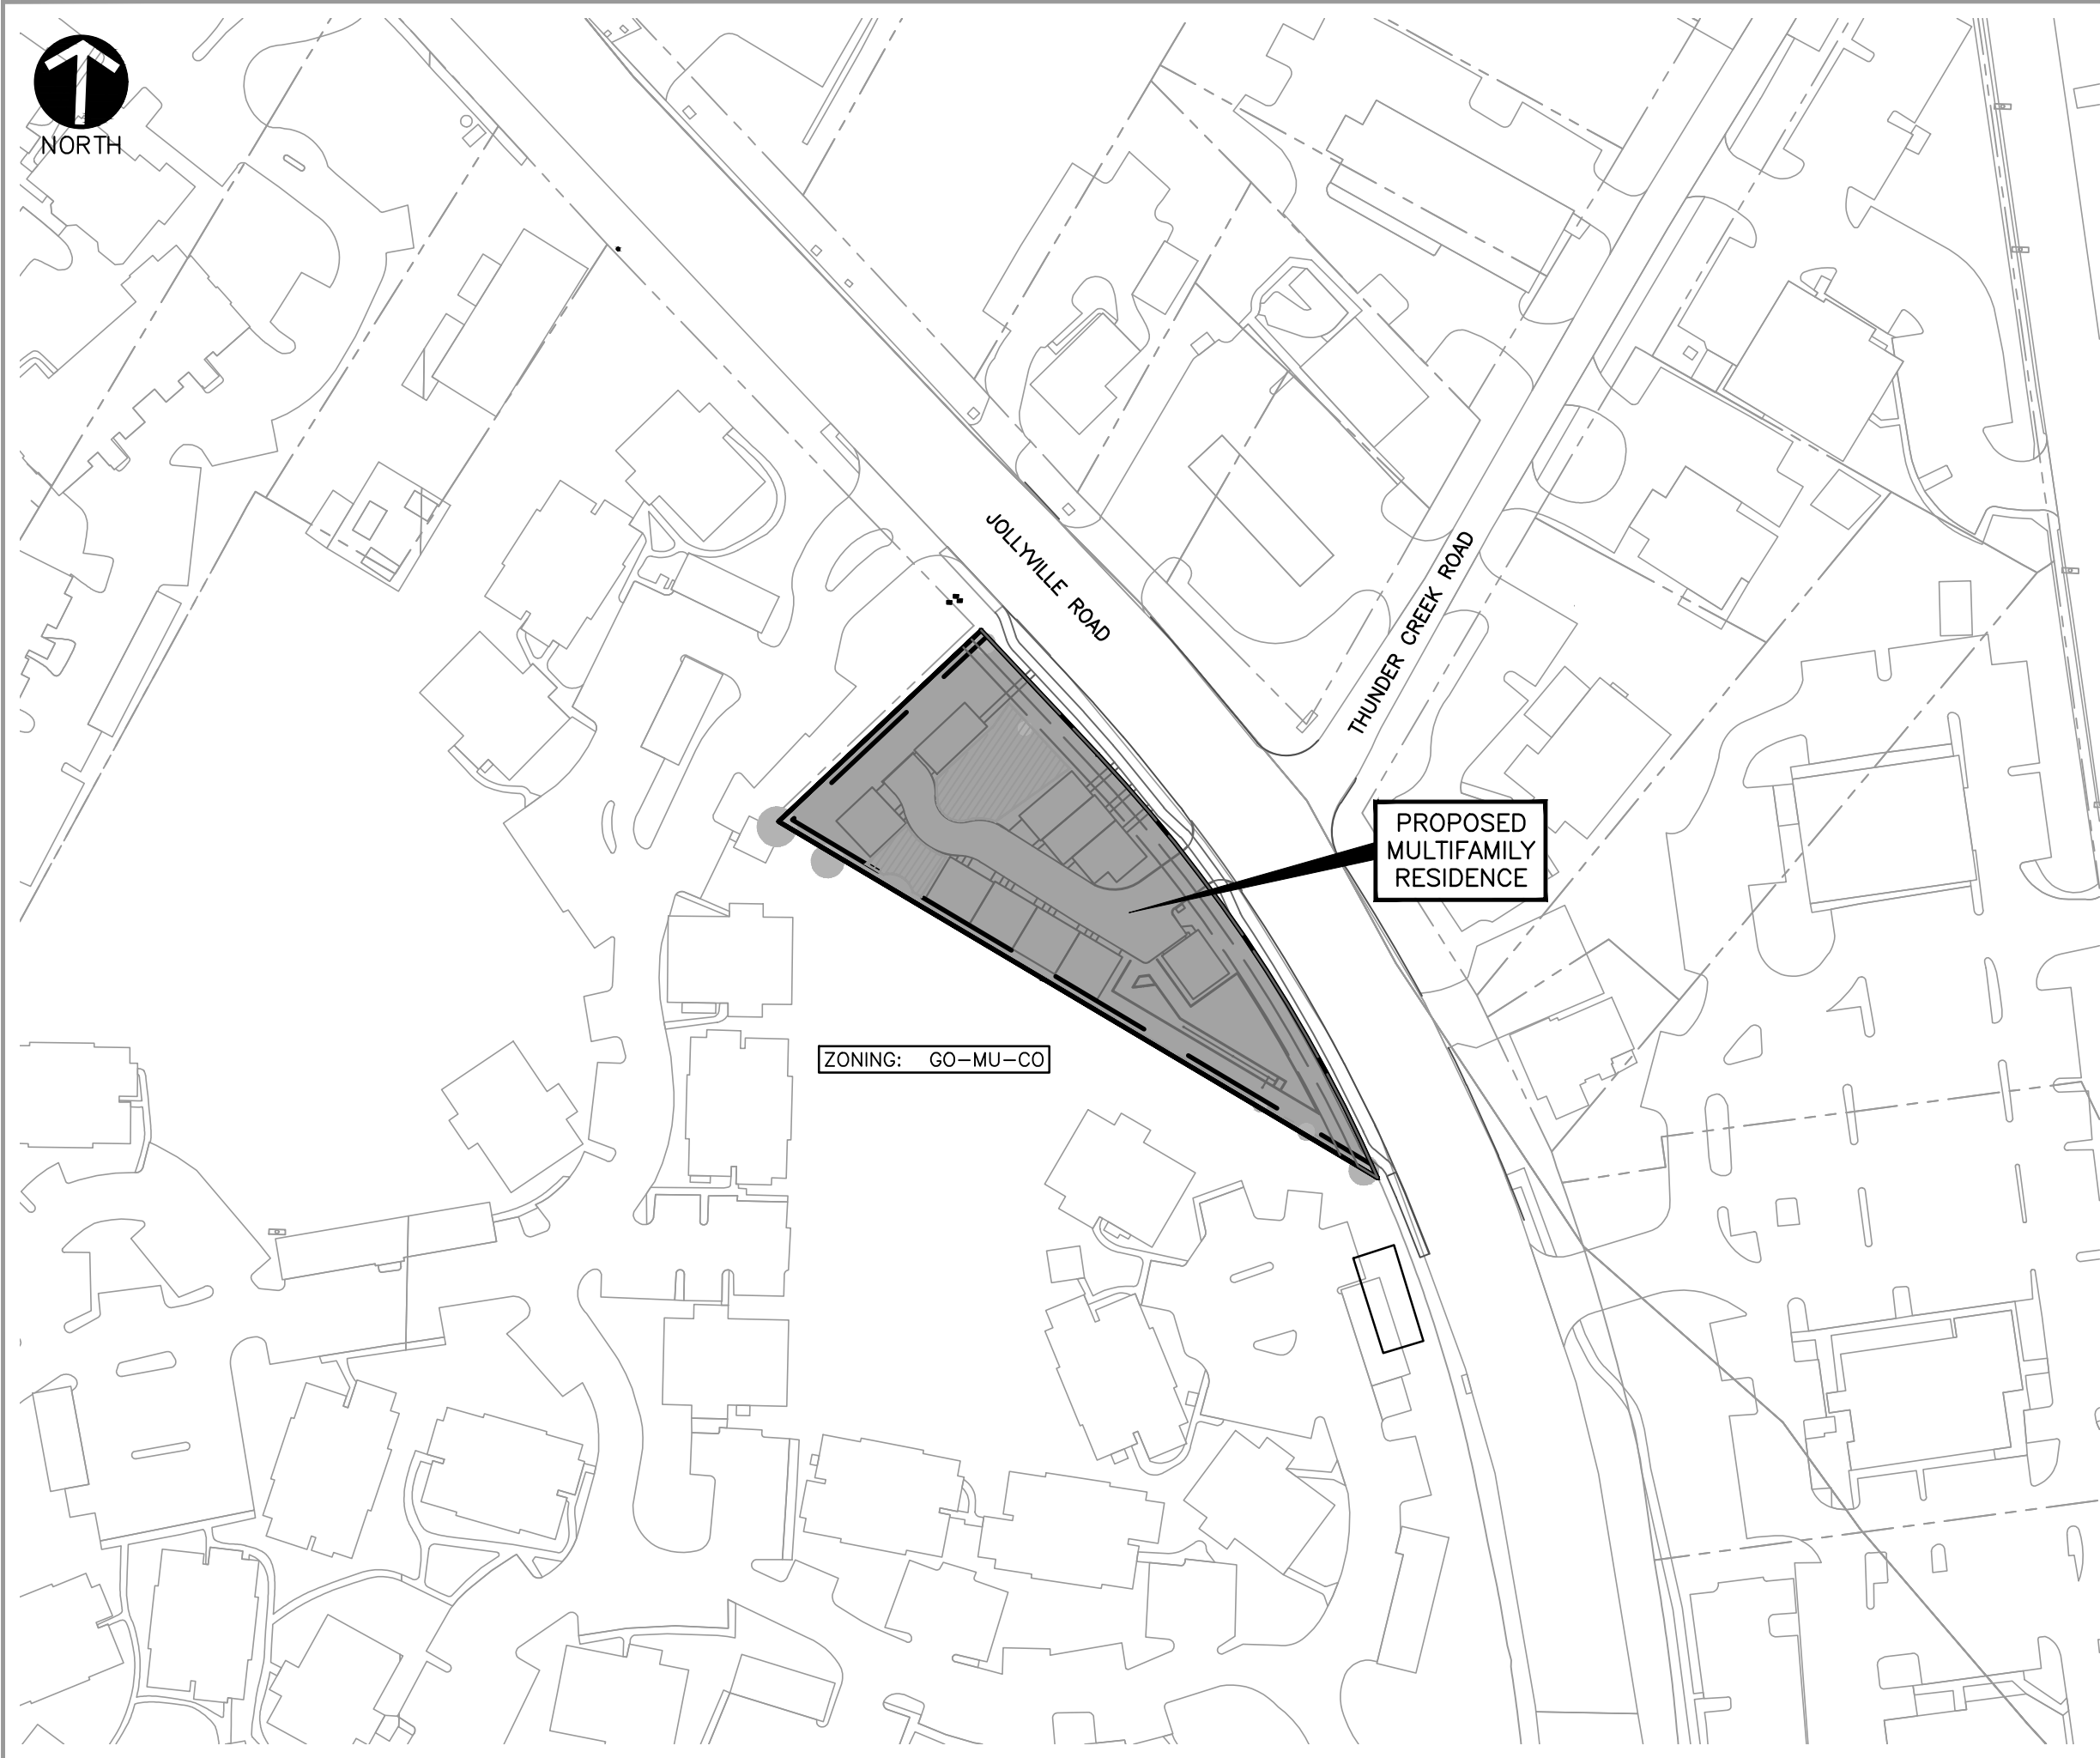 NORTH
JOLLYVILLE ROAD
THUNDER CREEK ROAD
PROPOSED
MULTIFAMILY
RESIDENCE
ZONING: GO-MU-CO